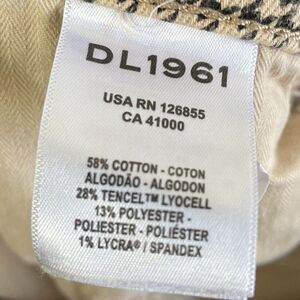 DL1961
USA RN 126855
CA 41000
58% COTTON - COTON
ALGODÃO - ALGODON
28% TENCEL™ LYOCELL
13% POLYESTER -
POLIESTER - POLIÉSTER
1% LYCRA® / SPANDEX